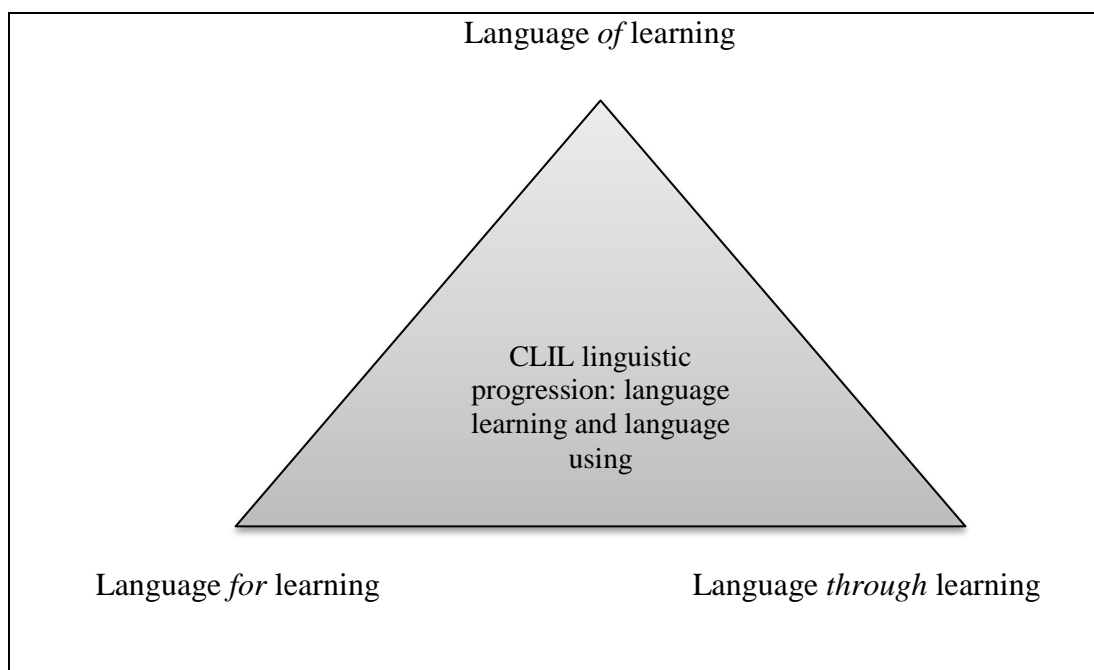 Language of learning
CLIL linguistic
progression: language
learning and language
using
Language for learning
Language through learning